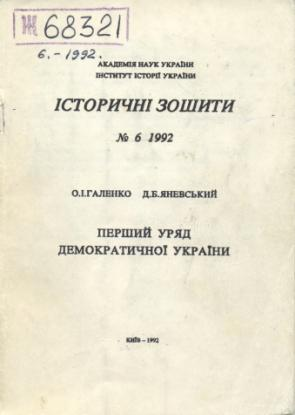 Ж 68321
6.-1992.
АКАДЕМІЯ НАУК УКРАЇНИ
ІНСТИТУТ ІСТОРІЇ УКРАЇНИ
ІСТОРИЧНІ ЗОШИТИ
№ 6 1992
О.І.ГАЛЕНКО Д.Б.ЯНЕВСЬКИЙ
ПЕРШИЙ УРЯД
ДЕМОКРАТИЧНОЇ УКРАЇНИ
КИЇВ – 1992